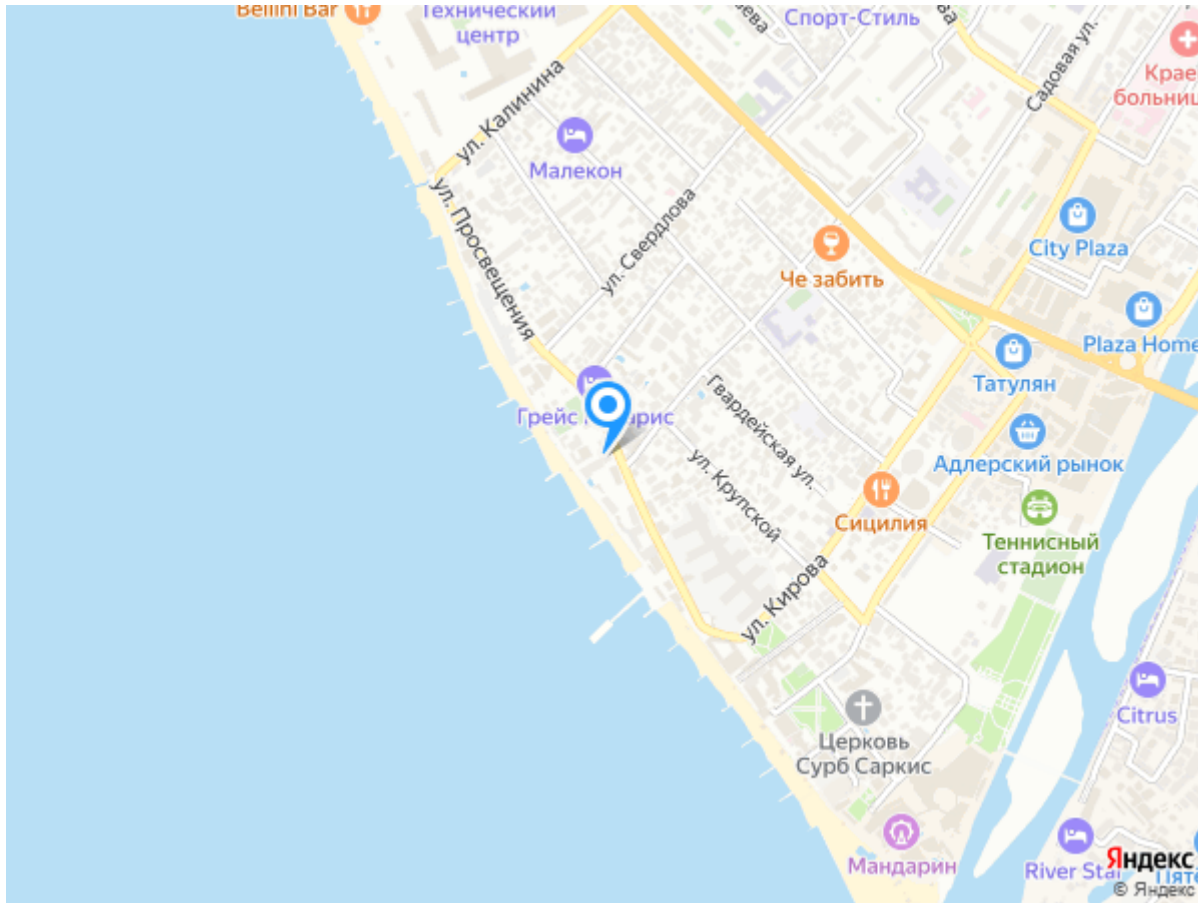 Bellini Bar
Технический
центр
Спорт-Стиль
Садовая ул.
ул. Калинина
Малекон
ул. Просвещения
ул. Свердлова
City Plaza
Че забить
Plaza Home
Татулян
Гвардейская ул.
Адлерский рынок
ул. Крупской
Сицилия
Теннисный
стадион
ул. Кирова
Citrus
Церковь
Сурб Саркис
Мандарин
River Star
Яндекс
© Яндекс